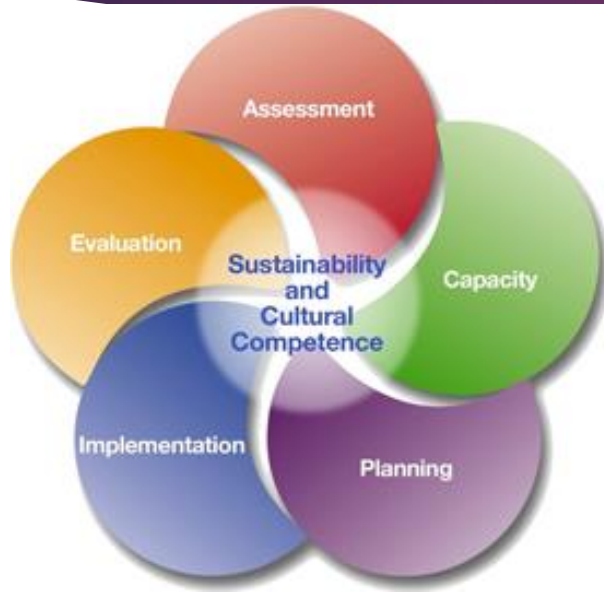 Assessment
Evaluation
Sustainability
and
Cultural
Competence
Capacity
Implementation
Planning